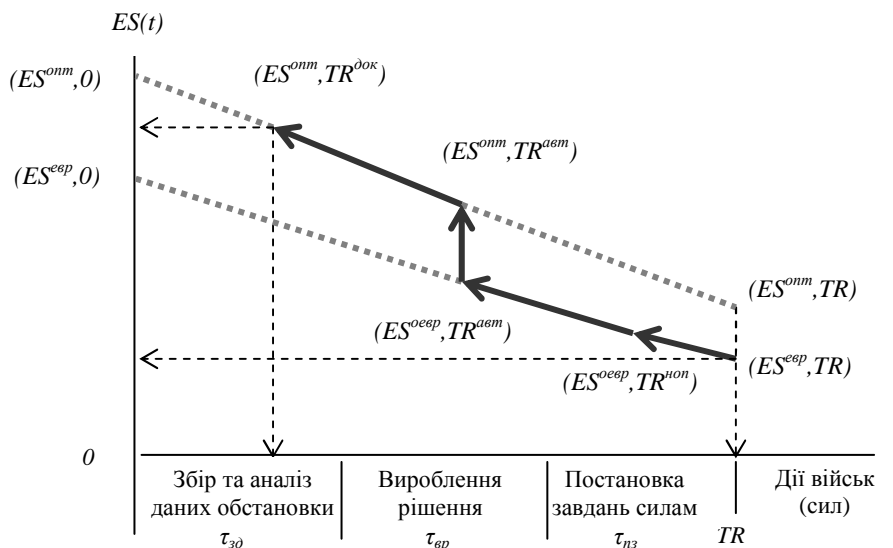 ES(t)
(ES^опт,0)
(ES^опт,TR^док)
(ES^опт,TR^авт)
(ES^евр,0)
(ES^опт,TR)
(ES^оевр,TR^авт)
(ES^оевр,TR^ноп)
(ES^евр,TR)
0
Збір та аналіз
даних обстановки
τ_зд
Вироблення
рішення
τ_вр
Постановка
завдань силам
τ_пз
TR
Дії військ
(сил)